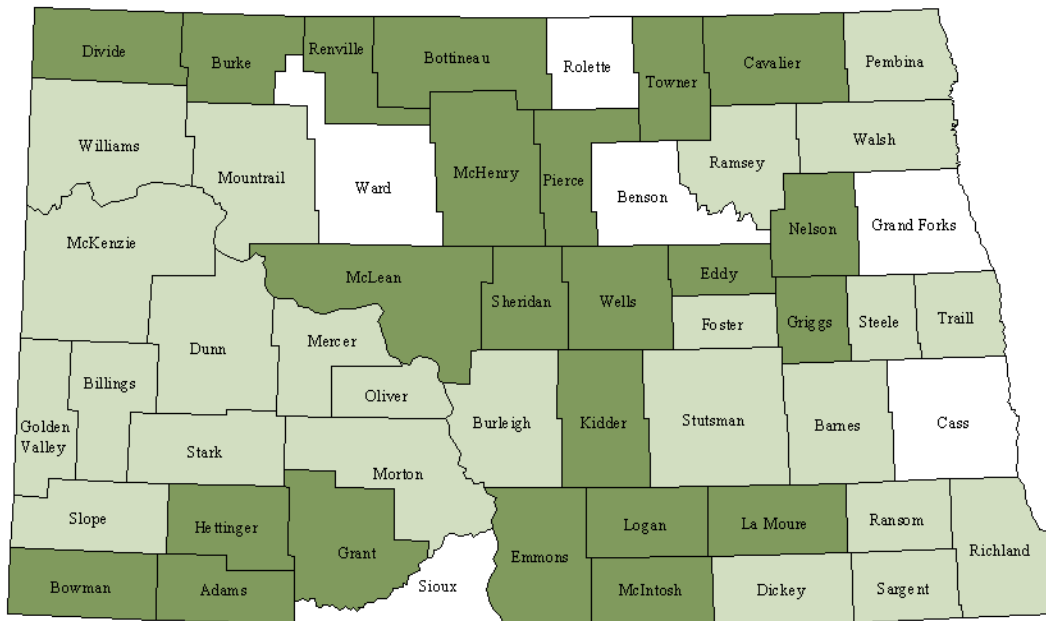 Divide
Burke
Renville
Bottineau
Rolette
Towner
Cavalier
Pembina
Williams
Mountrail
Ward
McHenry
Pierce
Benson
Ramsey
Walsh
McKenzie
Nelson
Grand Forks
McLean
Sheridan
Wells
Eddy
Foster
Griggs
Steele
Traill
Dunn
Mercer
Billings
Oliver
Golden
Valley
Stark
Burleigh
Kidder
Stutsman
Barnes
Cass
Morton
Slope
Hettinger
Grant
Emmons
Logan
La Moure
Ransom
Richland
Bowman
Adams
Sioux
McIntosh
Dickey
Sargent